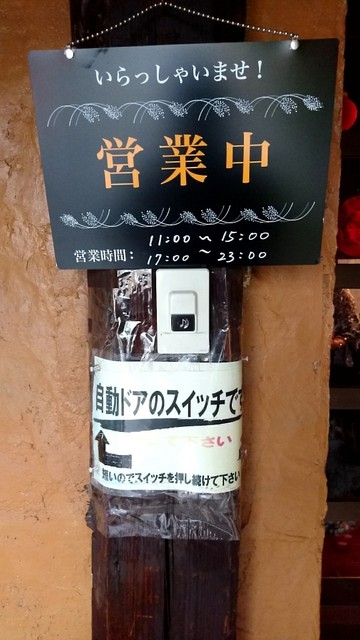 いらっしゃいませ！
営業中
営業時間：
11:00 〜 15:00
17:00 〜 23:00
自動ドアのスイッチで
下さい
短いのでスイッチを押し続けて下さい